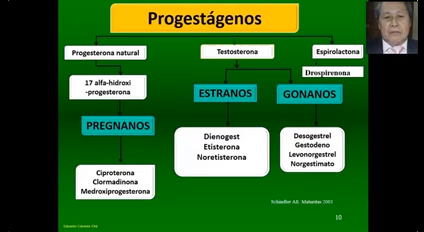 Progestágenos
Progesterona natural
Testosterona
Espirolactona
Drospirenona
17 alfa-hidroxi
-progesterona
ESTRANOS
GONANOS
PREGNANOS
Dienogest
Etisterona
Noretisterona
Desogestrel
Gestodeno
Levonorgestrel
Norgestimato
Ciproterona
Clormadinona
Medroxiprogesterona
Schindler AE. Maturitas 2003
10